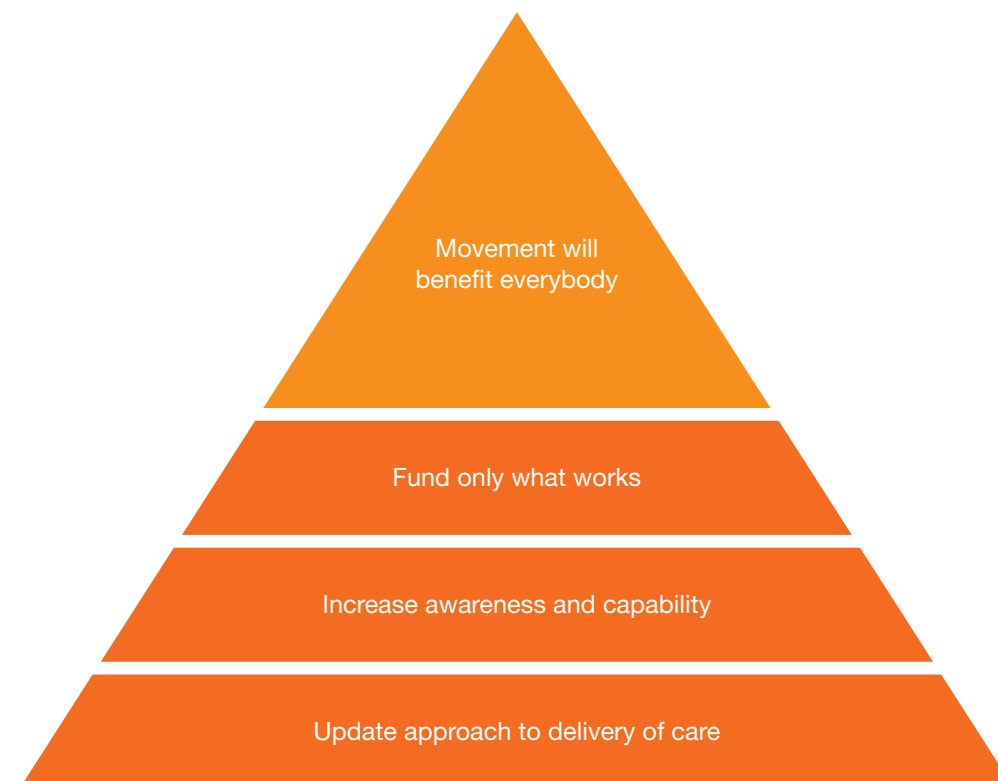 Movement will
benefit everybody
Fund only what works
Increase awareness and capability
Update approach to delivery of care